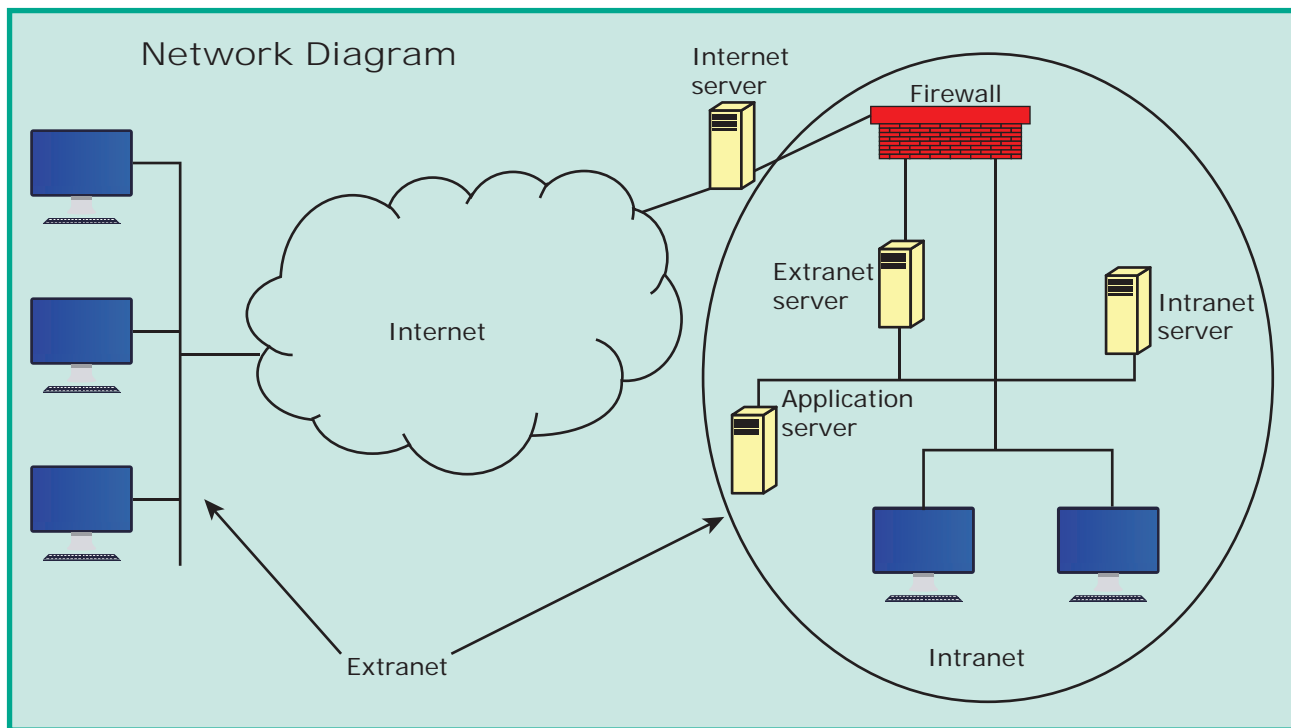 Network Diagram
Internet
server
Firewall
Extranet
server
Intranet
server
Internet
Application
server
Extranet
Intranet